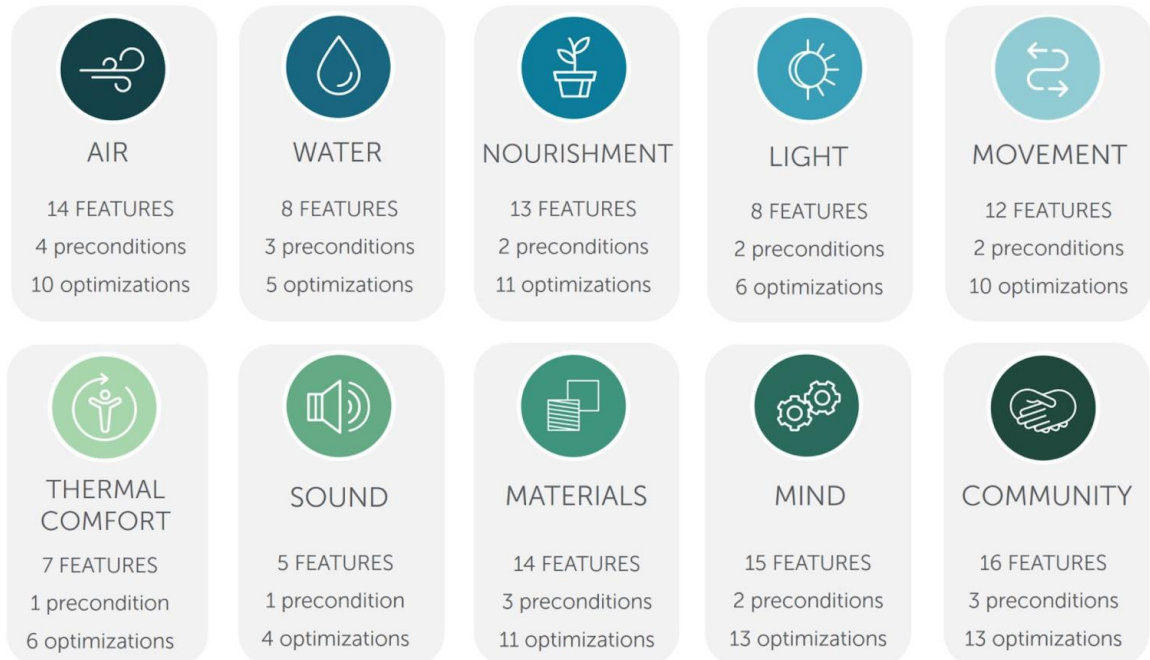 AIR
14 FEATURES
4 preconditions
10 optimizations
WATER
8 FEATURES
3 preconditions
5 optimizations
NOURISHMENT
13 FEATURES
2 preconditions
11 optimizations
LIGHT
8 FEATURES
2 preconditions
6 optimizations
MOVEMENT
12 FEATURES
2 preconditions
10 optimizations
THERMAL
COMFORT
7 FEATURES
1 precondition
6 optimizations
SOUND
5 FEATURES
1 precondition
4 optimizations
MATERIALS
14 FEATURES
3 preconditions
11 optimizations
MIND
15 FEATURES
2 preconditions
13 optimizations
COMMUNITY
16 FEATURES
3 preconditions
13 optimizations